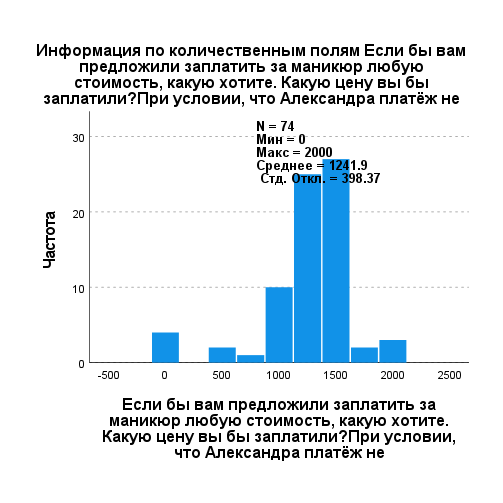 Информация по количественным полям Если бы вам
предложили заплатить за маникюр любую
стоимость, какую хотите. Какую цену вы бы
заплатили?При условии, что Александра платёж не
N = 74
Мин = 0
Макс = 2000
Среднее = 1241.9
Стд. Откл. = 398.37
30
20
10
0
Частота
-500 0 500 1000 1500 2000 2500
Если бы вам предложили заплатить за
маникюр любую стоимость, какую хотите.
Какую цену вы бы заплатили?При условии,
что Александра платёж не